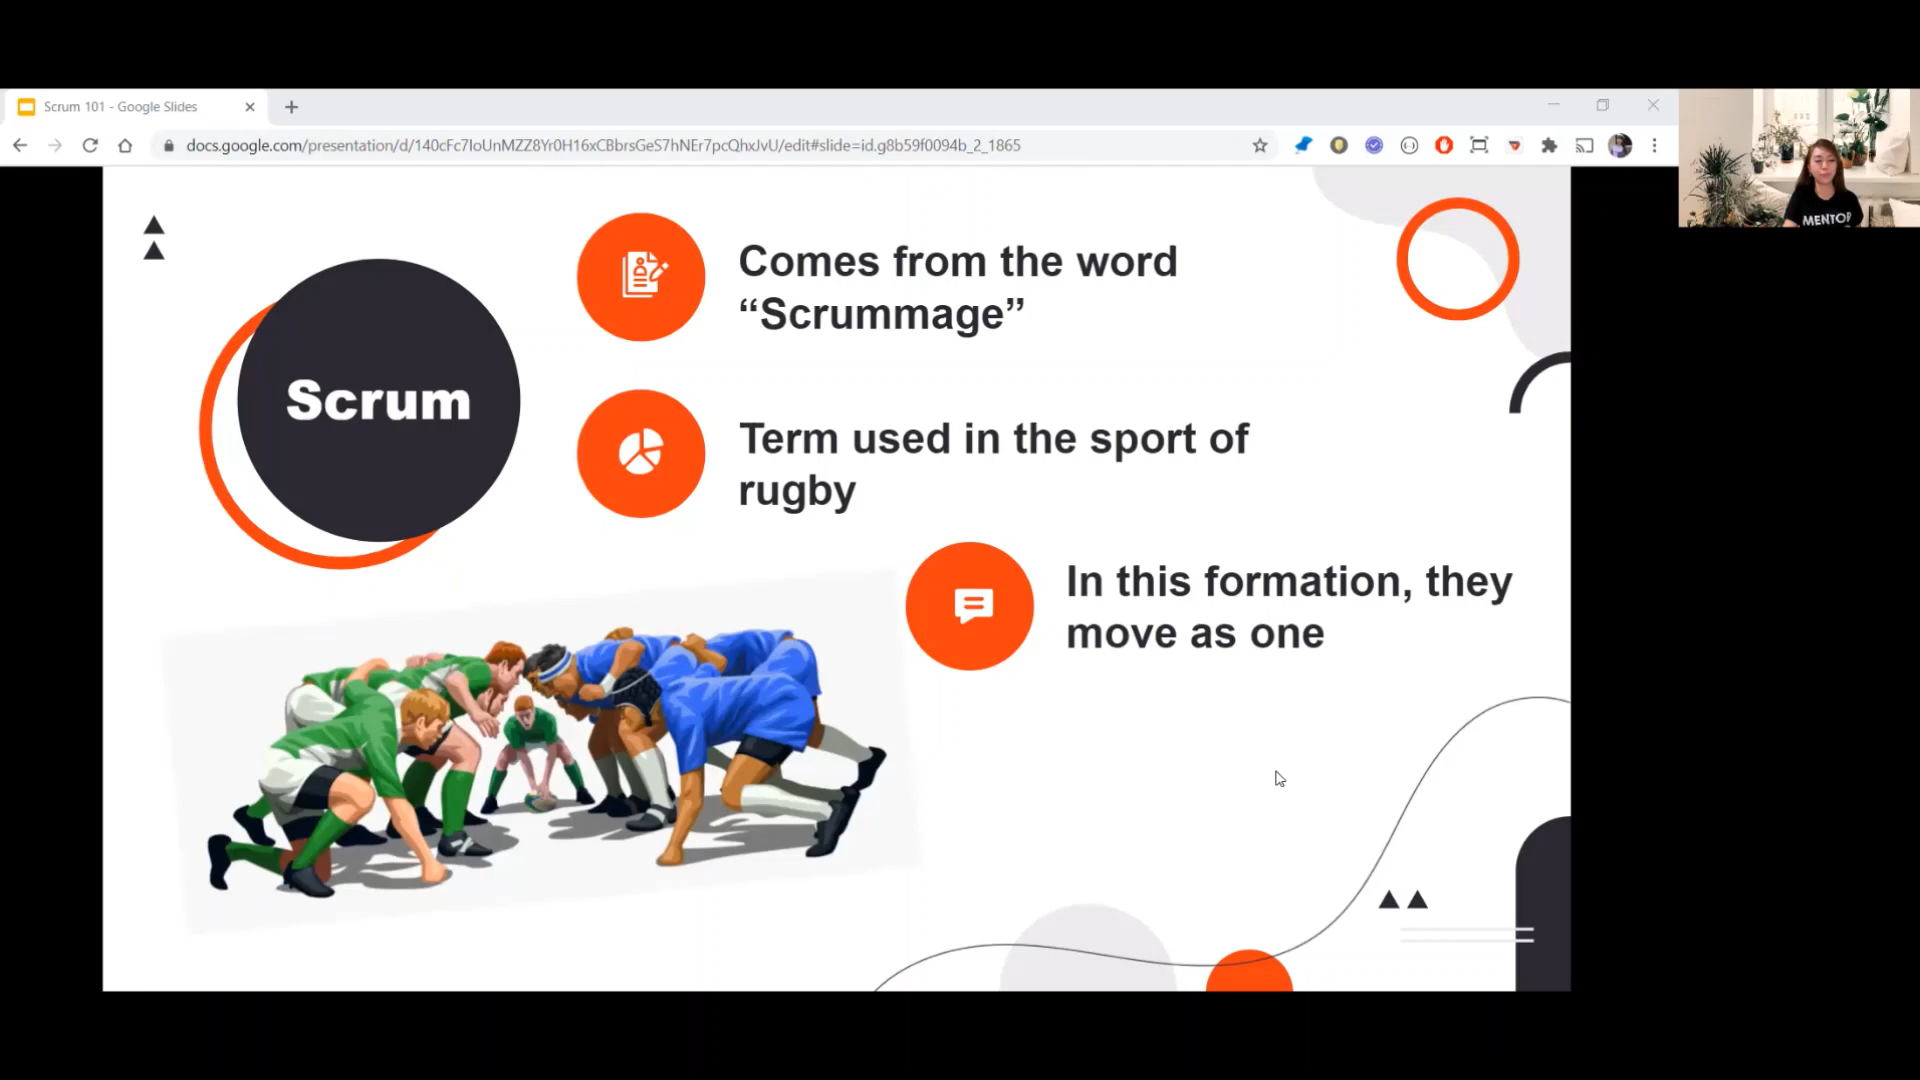 Scrum 101 - Google Slides
docs.google.com/presentation/d/140cFc7loUnMZZ8Yr0H16xCBbrsGeS7hNEr7pcQhxJvU/edit#slide=id.g8b59f0094b_2_1865
MENTOR
Scrum
Comes from the word
“Scrummage”
Term used in the sport of
rugby
In this formation, they
move as one